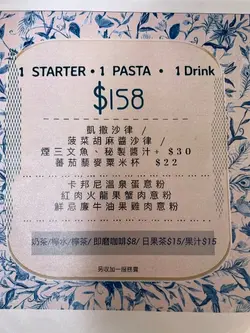 1 STARTER • 1 PASTA • 1 Drink
$158
凱撒沙律 /
菠菜胡麻醬沙律 /
煙三文魚、秘製醬汁+ $30
蕃茄藜麥粟米杯 $22
卡邦尼溫泉蛋意粉
紅肉火龍果蟹肉意粉
鮮忌廉牛油果雞肉意粉
奶茶/檸水/檸茶/ 即磨咖啡$8/ 日果茶$15/果汁$15
另收加一服務費